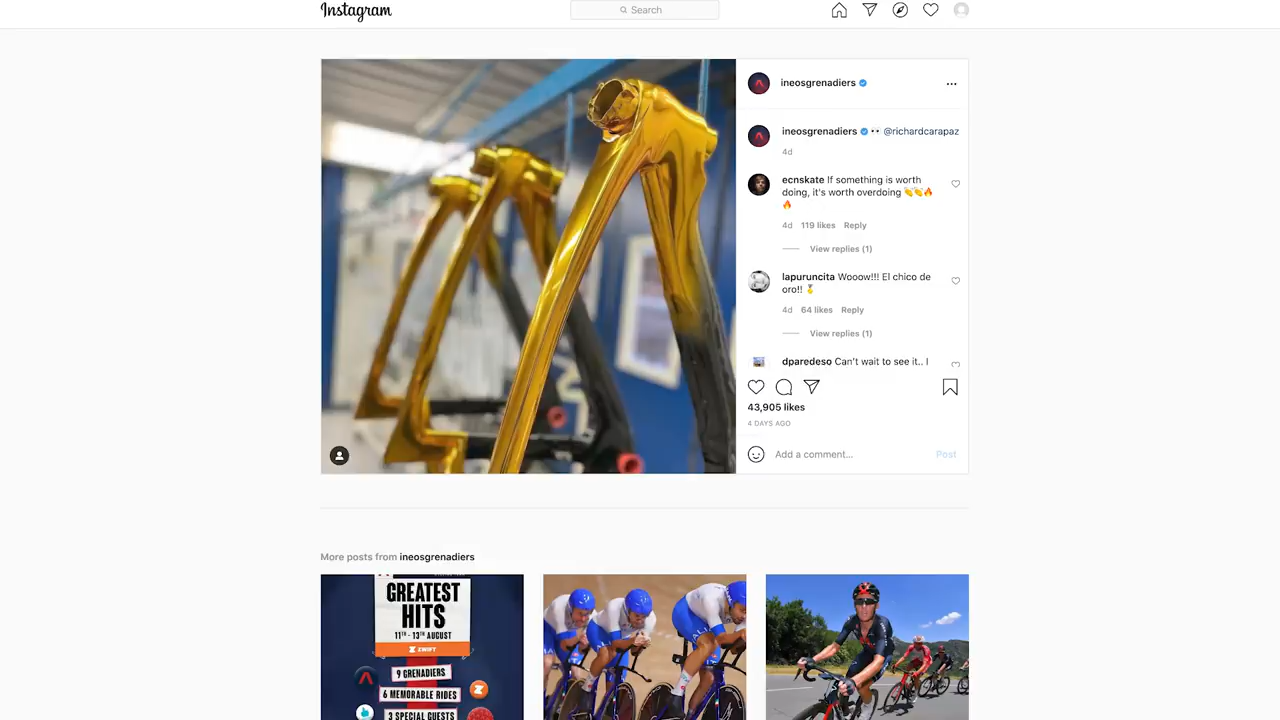 Instagram
Search
ineosgrenadiers
ineosgrenadiers 👀 @richardcarapaz
4d
ecnskate If something is worth
doing, it's worth overdoing 👏👏🔥
🔥
4d 119 likes Reply
View replies (1)
lapuruncita Wooow!!! El chico de
oro!! 🏅
4d 64 likes Reply
View replies (1)
dparedeso Can't wait to see it.. I
43,905 likes
4 DAYS AGO
Add a comment...
Post
More posts from ineosgrenadiers
GREATEST
HITS
11TH - 13TH AUGUST
ZWIFT
9 GRENADIERS
6 MEMORABLE RIDES
3 SPECIAL GUESTS